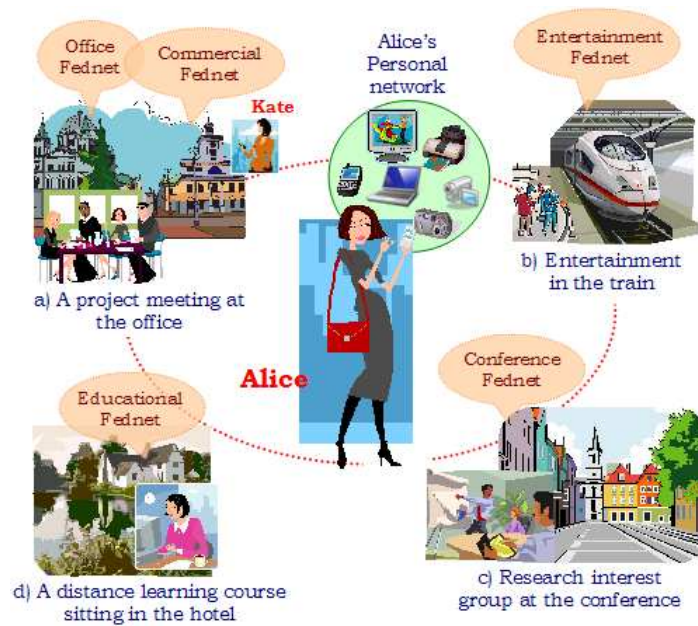 Office
Fednet
Commercial
Fednet
Kate
Alice's
Personal
network
Entertainment
Fednet
a) A project meeting at
the office
b) Entertainment
in the train
Alice
Conference
Fednet
Educational
Fednet
d) A distance learning course
sitting in the hotel
c) Research interest
group at the conference